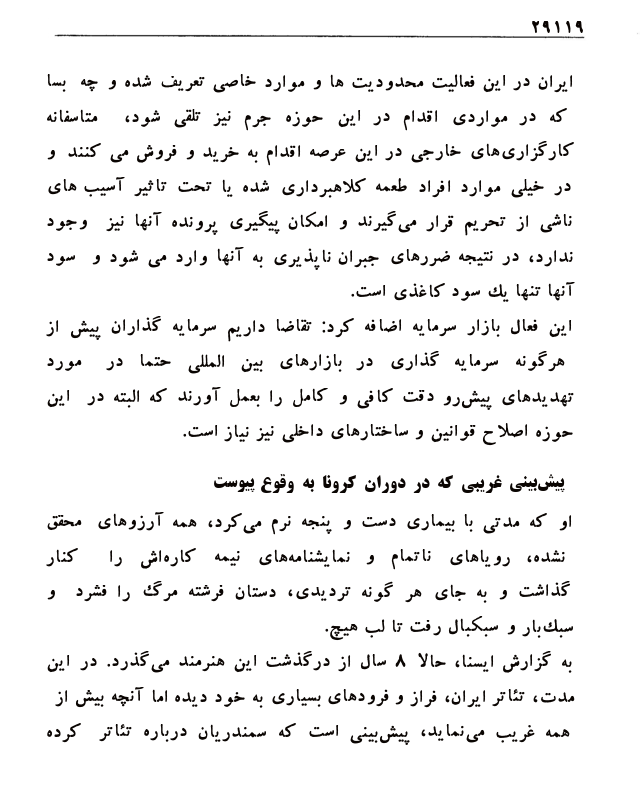 ۲۹۱۱۹
ایران در این فعالیت محدودیت ها و موارد خاصی تعریف شده و چه بسا
که در مواردی اقدام در این حوزه جرم نیز تلقی شود، متاسفانه
کارگزاری‌های خارجی در این عرصه اقدام به خرید و فروش می کنند و
در خیلی موارد افراد طعمه کلاهبرداری شده یا تحت تاثیر آسیب های
ناشی از تحریم قرار می‌گیرند و امکان پیگیری پرونده آنها نیز وجود
ندارد، در نتیجه ضررهای جبران ناپذیری به آنها وارد می شود و سود
آنها تنها یك سود كاغذی است.
این فعال بازار سرمایه اضافه کرد: تقاضا داریم سرمایه گذاران پیش از
هرگونه سرمایه گذاری در بازارهای بین المللی حتما در مورد
تهدیدهای پیش‌رو دقت کافی و کامل را بعمل آورند که البته در این
حوزه اصلاح قوانین و ساختارهای داخلی نیز نیاز است.
پیش‌بینی غریبی که در دوران کرونا به وقوع پیوست
او که مدتی با بیماری دست و پنجه نرم می‌کرد، همه آرزوهای محقق
نشده، رویاهای ناتمام و نمایشنامه‌های نیمه کاره‌اش را کنار
گذاشت و به جای هر گونه تردیدی، دستان فرشته مرگ را فشرد و
سبك‌بار و سبکبال رفت تا لب هیچ.
به گزارش ایسنا، حالا ۸ سال از درگذشت این هنرمند می‌گذرد. در این
مدت، تئاتر ایران، فراز و فرودهای بسیاری به خود دیده اما آنچه بیش از
همه غریب می‌نماید، پیش‌بینی است که سمندریان درباره تئاتر کرده